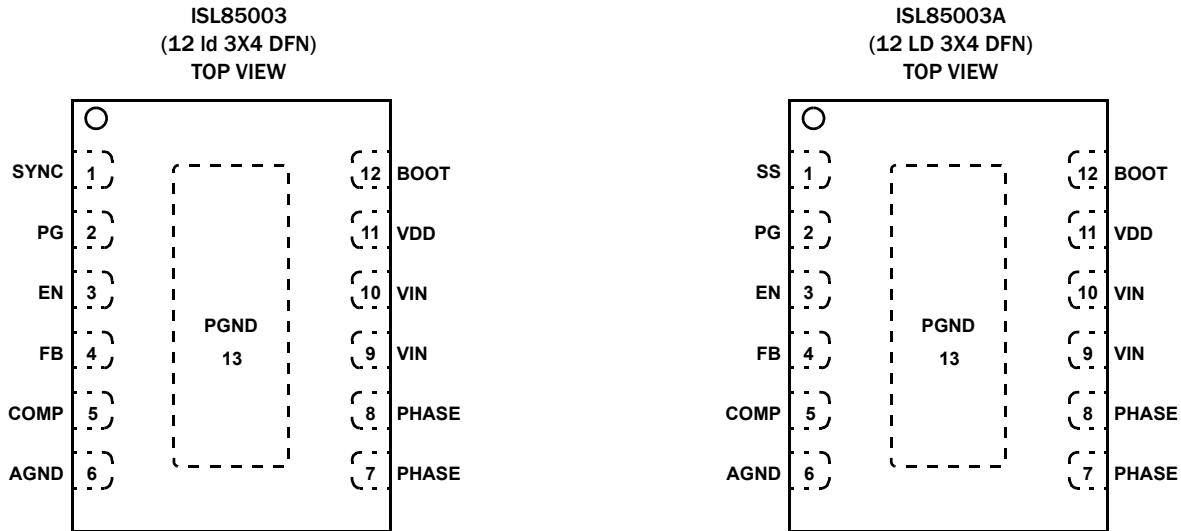 ISL85003
(12 ld 3X4 DFN)
TOP VIEW
SYNC 1
12 BOOT
PG 2
11 VDD
EN 3
10 VIN
PGND
13
FB 4
9 VIN
COMP 5
8 PHASE
AGND 6
7 PHASE
ISL85003A
(12 LD 3X4 DFN)
TOP VIEW
SS 1
12 BOOT
PG 2
11 VDD
EN 3
10 VIN
PGND
13
FB 4
9 VIN
COMP 5
8 PHASE
AGND 6
7 PHASE